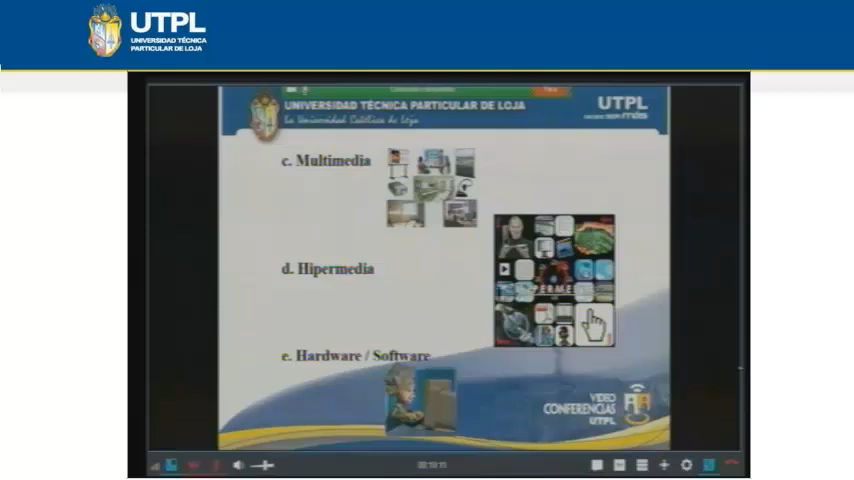 UTPL
UNIVERSIDAD TÉCNICA
PARTICULAR DE LOJA
UNIVERSIDAD TÉCNICA PARTICULAR DE LOJA
La Universidad Católica de Loja
UTPL
c. Multimedia
d. Hipermedia
e. Hardware / Software
VIDEO
CONFERENCIAS
UTPL